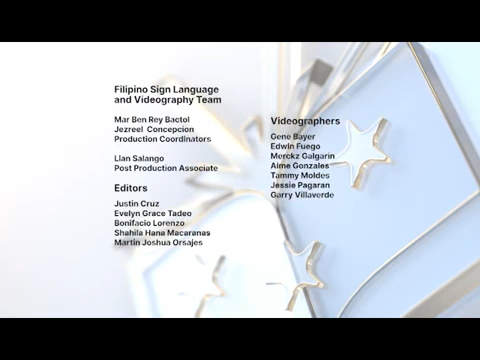 Filipino Sign Language
and Videography Team
Mar Ben Rey Bactol
Jezreel Concepcion
Production Coordinators
Llan Salango
Post Production Associate
Editors
Justin Cruz
Evelyn Grace Tadeo
Bonifacio Lorenzo
Shahila Hana Macaranas
Martin Joshua Orsajes
Videographers
Gene Bayer
Edwin Fuego
Merckz Galgarin
Aime Gonzales
Tammy Moldes
Jessie Pagaran
Garry Villaverde